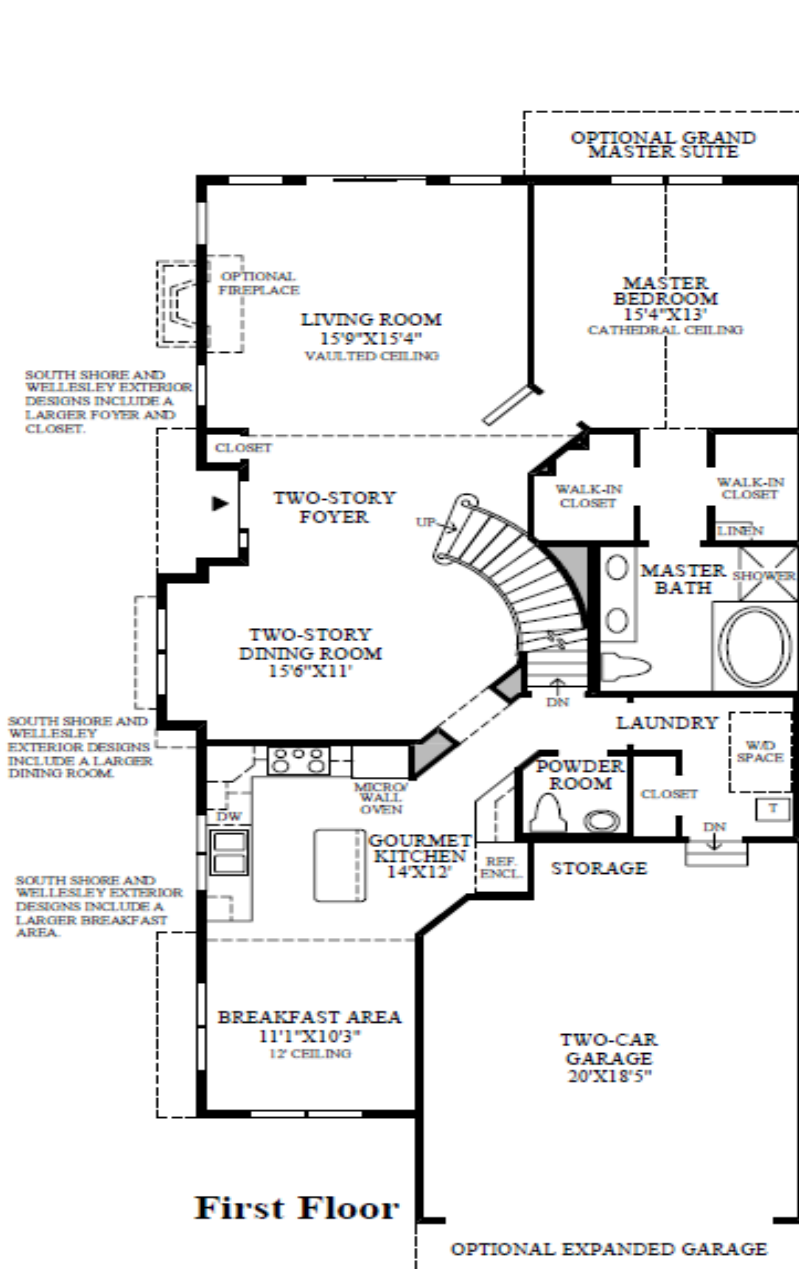 OPTIONAL GRAND
MASTER SUITE
OPTIONAL
FIREPLACE
LIVING ROOM
15'9"X15'4"
VAULTED CEILING
MASTER
BEDROOM
15'4"X13'
CATHEDRAL CEILING
SOUTH SHORE AND
WELLESLEY EXTERIOR
DESIGNS INCLUDE A
LARGER FOYER AND
CLOSET.
CLOSET
TWO-STORY
FOYER
UP
WALK-IN
CLOSET
WALK-IN
CLOSET
LINEN
MASTER
BATH
SHOWER
TWO-STORY
DINING ROOM
15'6"X11'
DN
SOUTH SHORE AND
WELLESLEY
EXTERIOR DESIGNS
INCLUDE A LARGER
DINING ROOM.
LAUNDRY
W/D
SPACE
MICRO/
WALL
OVEN
POWDER
ROOM
CLOSET
T
DW
DN
GOURMET
KITCHEN
14'X12'
REF.
ENCL.
STORAGE
SOUTH SHORE AND
WELLESLEY EXTERIOR
DESIGNS INCLUDE A
LARGER BREAKFAST
AREA.
BREAKFAST AREA
11'1"X10'3"
12' CEILING
TWO-CAR
GARAGE
20'X18'5"
First Floor
OPTIONAL EXPANDED GARAGE